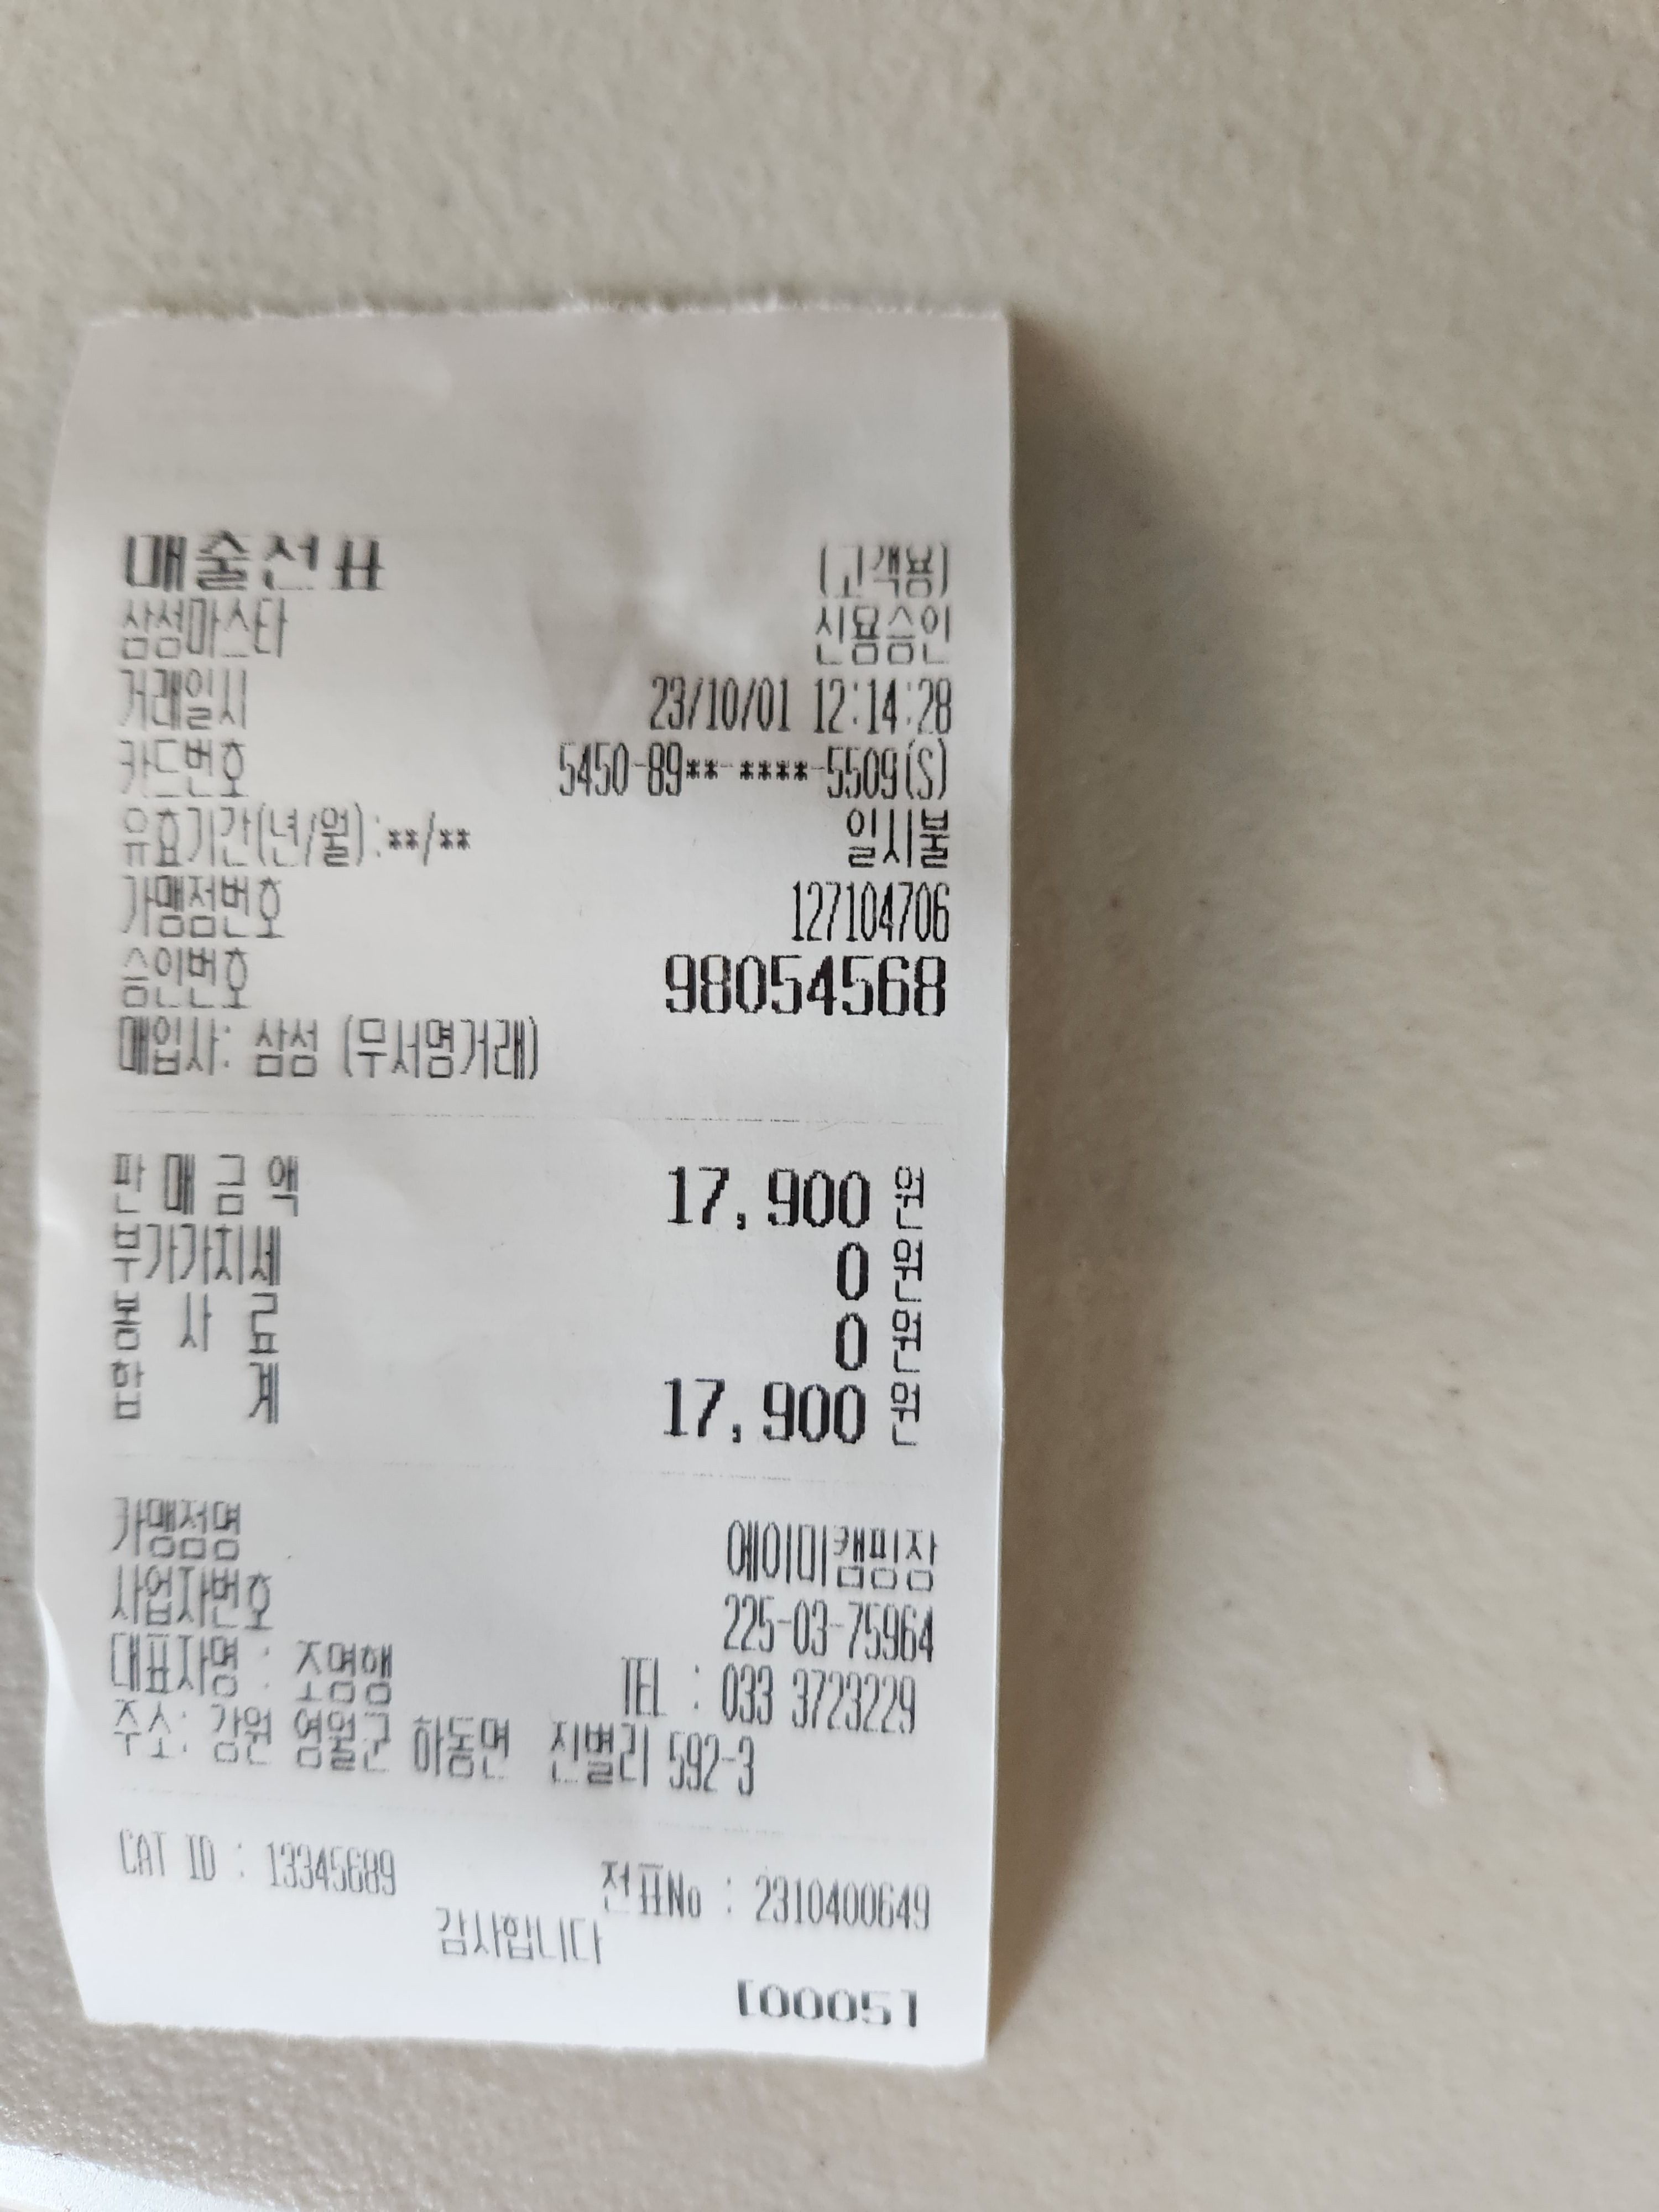 매출전표 (고객용)
삼성마스타 신용승인
거래일시 23/10/01 12:14:28
카드번호 5450-89**-****-5509(S)
유효기간(년/월):**/** 일시불
가맹점번호 127104706
승인번호 98054568
매입사: 삼성 (무서명거래)
판 매 금 액 17,900 원
부가가치세 0 원
봉 사 료 0 원
합 계 17,900 원
가맹점명 에이미캠핑장
사업자번호 225-03-75964
대표자명 : 조명행 TEL : 033 3723229
주소: 강원 영월군 하동면 진별리 592-3
CAT ID : 13345689 전표No : 2310400649
감사합니다
[00051